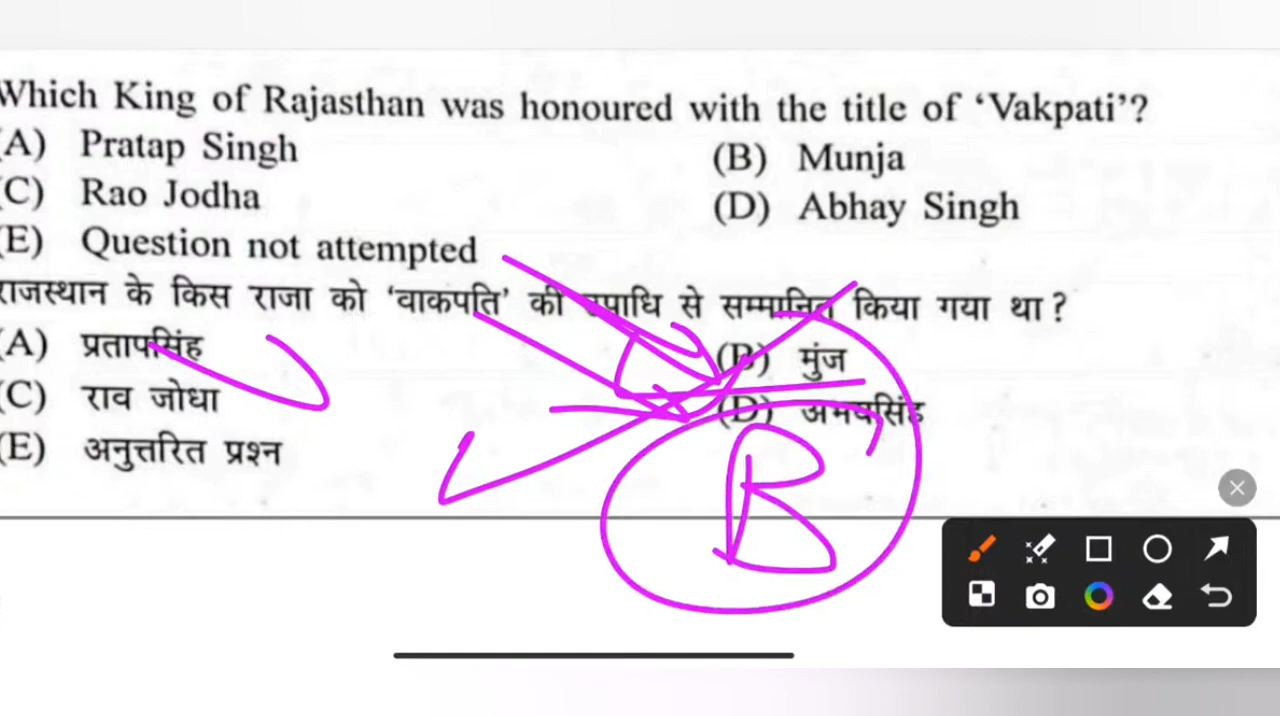 Which King of Rajasthan was honoured with the title of ‘Vakpati’?
(A) Pratap Singh (B) Munja
(C) Rao Jodha (D) Abhay Singh
(E) Question not attempted
राजस्थान के किस राजा को ‘वाकपति’ की उपाधि से सम्मानित किया गया था ?
(A) प्रतापसिंह (B) मुंज
(C) राव जोधा (D) अभयसिंह
(E) अनुत्तरित प्रश्न
B